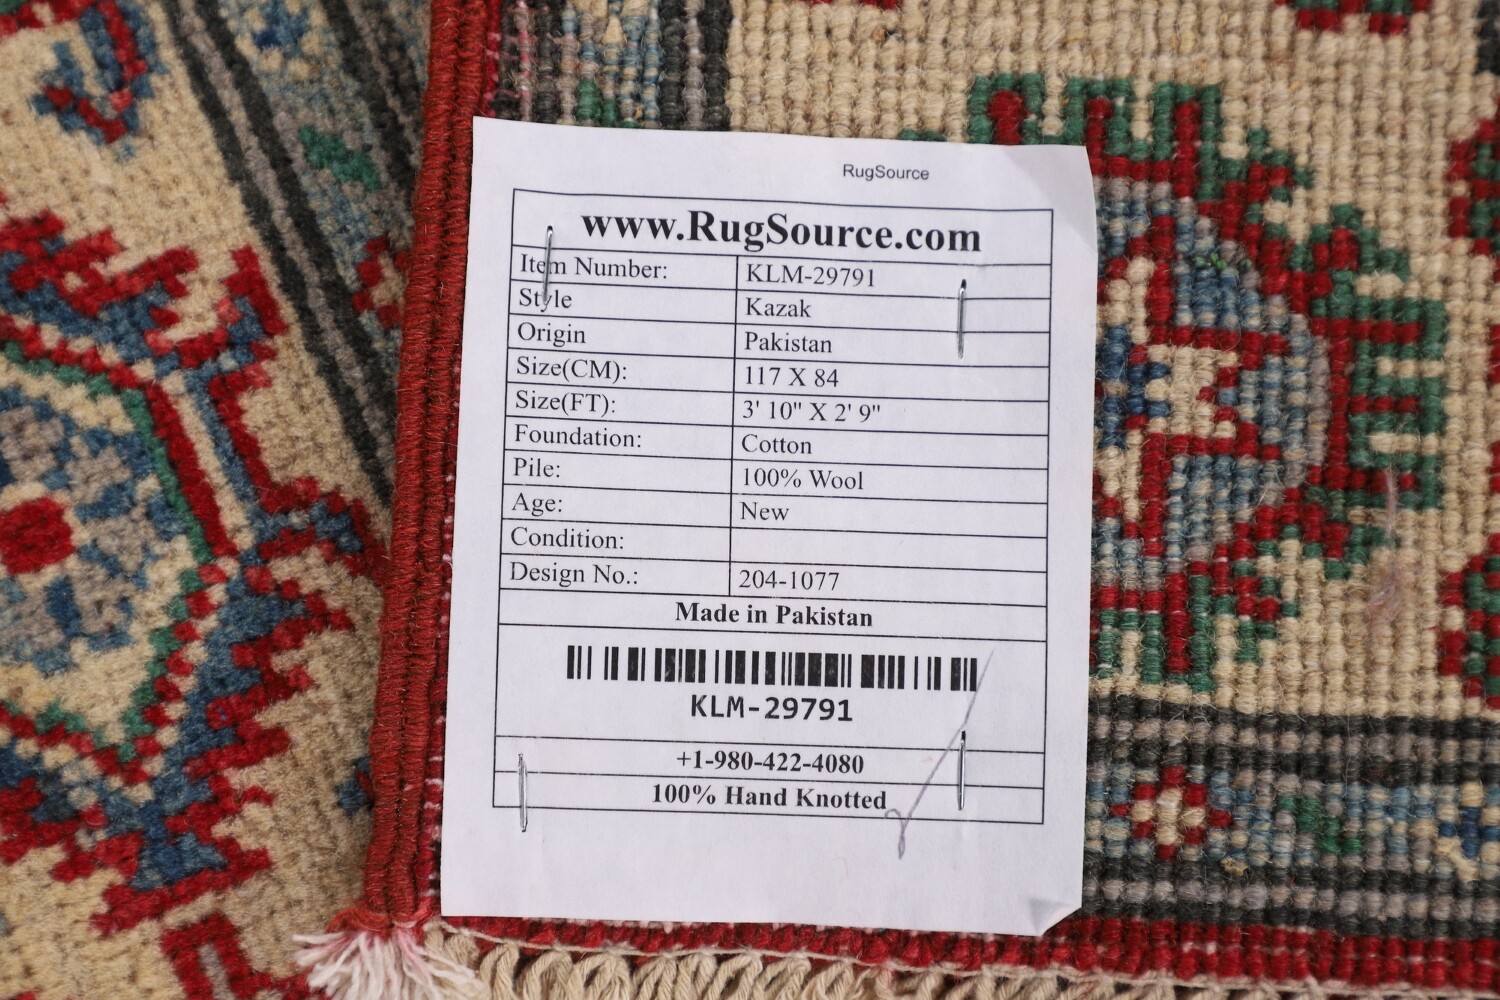 RugSource
www.RugSource.com
Item Number: KLM-29791
Style Kazak
Origin Pakistan
Size(CM): 117 X 84
Size(FT): 3' 10" X 2' 9"
Foundation: Cotton
Pile: 100% Wool
Age: New
Condition:
Design No.: 204-1077
Made in Pakistan
KLM-29791
+1-980-422-4080
100% Hand Knotted